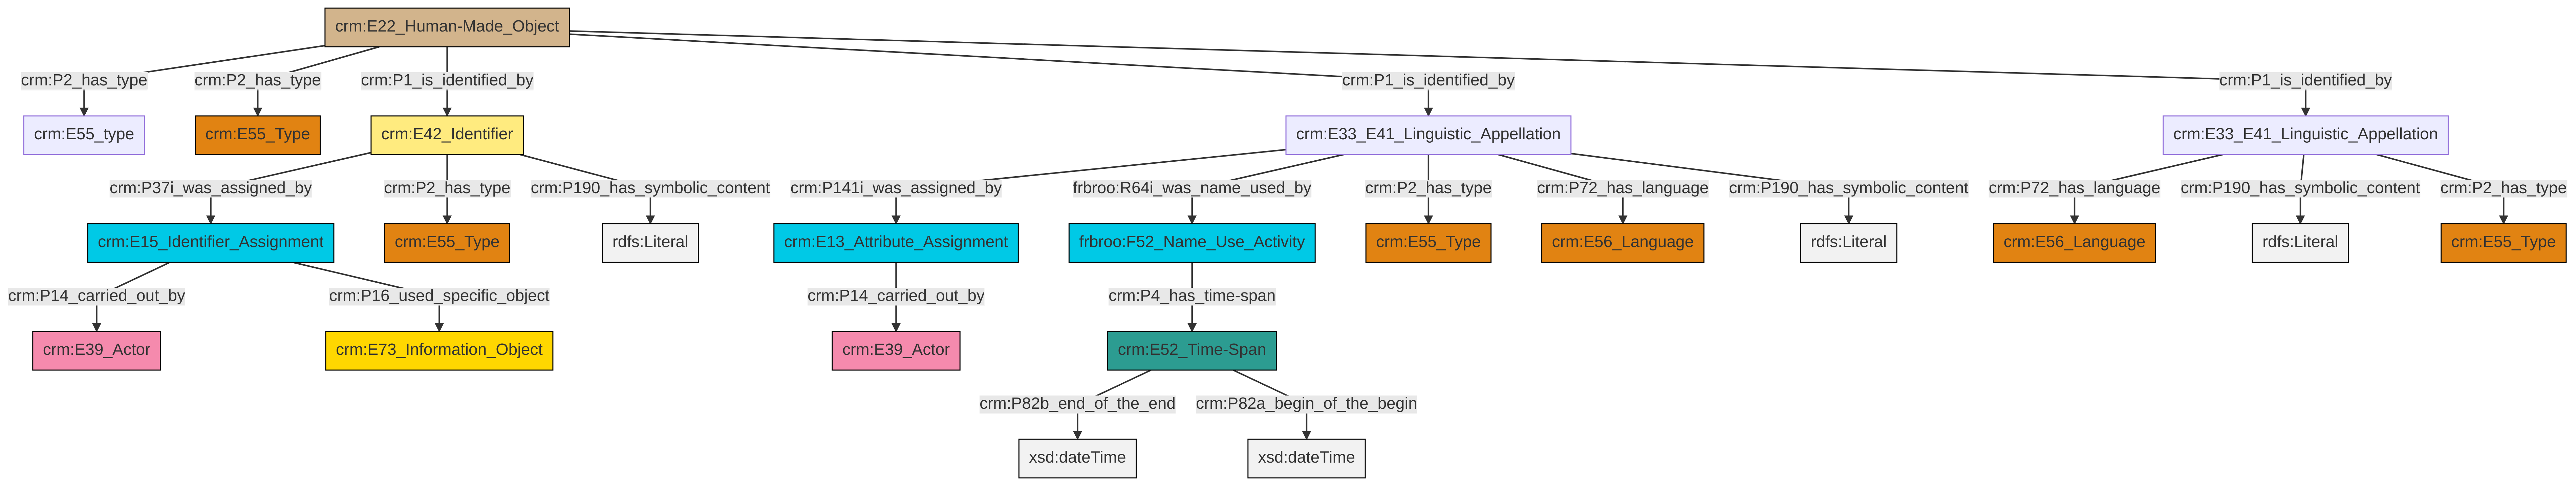 crm:E22_Human-Made_Object
crm:P2_has_type
crm:P2_has_type
crm:P1_is_identified_by
crm:P1_is_identified_by
crm:P1_is_identified_by
crm:E55_type
crm:E55_Type
crm:E42_Identifier
crm:E33_E41_Linguistic_Appellation
crm:E33_E41_Linguistic_Appellation
crm:P37i_was_assigned_by
crm:P2_has_type
crm:P190_has_symbolic_content
crm:P141i_was_assigned_by
frbroo:R64i_was_name_used_by
crm:P2_has_type
crm:P72_has_language
crm:P190_has_symbolic_content
crm:P72_has_language
crm:P190_has_symbolic_content
crm:P2_has_type
crm:E15_Identifier_Assignment
crm:E55_Type
rdfs:Literal
crm:E13_Attribute_Assignment
frbroo:F52_Name_Use_Activity
crm:E55_Type
crm:E56_Language
rdfs:Literal
crm:E56_Language
rdfs:Literal
crm:E55_Type
crm:P14_carried_out_by
crm:P16_used_specific_object
crm:P14_carried_out_by
crm:P4_has_time-span
crm:E39_Actor
crm:E73_Information_Object
crm:E39_Actor
crm:E52_Time-Span
crm:P82b_end_of_the_end
crm:P82a_begin_of_the_begin
xsd:dateTime
xsd:dateTime